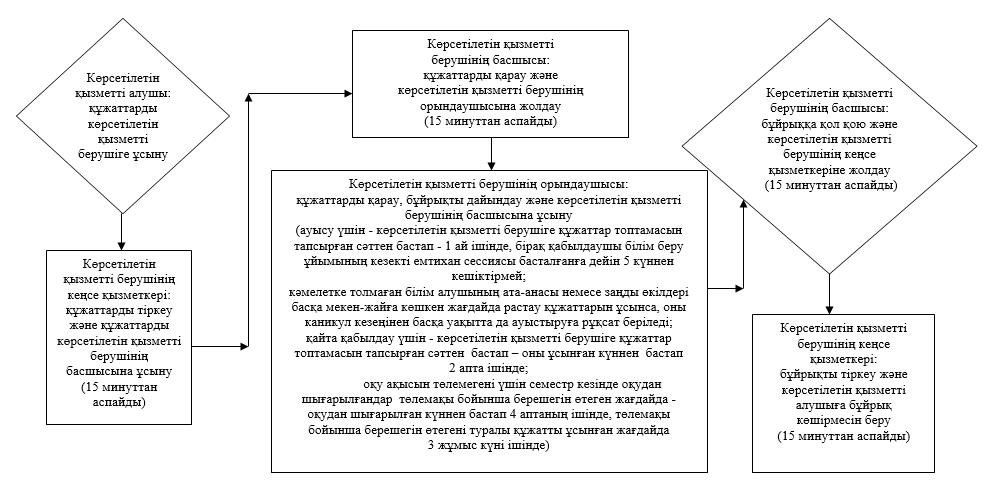 Көрсетілетін
қызметті алушы:
құжаттарды
көрсетілетін
қызметті
берушіге ұсыну
Көрсетілетін
қызметті берушінің
кеңсе қызметкері:
құжаттарды тіркеу
және құжаттарды
көрсетілетін қызметті
берушінің
басшысына ұсыну
(15 минуттан
аспайды)
Көрсетілетін қызметті
берушінің басшысы:
құжаттарды қарау және
көрсетілетін қызметті берушінің
орындаушысына жолдау
(15 минуттан аспайды)
Көрсетілетін қызметті берушінің орындаушысы:
құжаттарды қарау, бұйрықты дайындау және көрсетілетін қызметті
берушінің басшысына ұсыну
(ауысу үшін - көрсетілетін қызметті берушіге құжаттар топтамасын
тапсырған сәттен бастап - 1 ай ішінде, бірақ қабылдаушы білім беру
ұйымының кезекті емтихан сессиясы басталғанға дейін 5 күннен
кешіктірмей;
кәмелетке толмаған білім алушының ата-анасы немесе заңды өкілдері
басқа мекен-жайға көшкен жағдайда растау құжаттарын ұсынса, оны
каникул кезеңінен басқа уақытта да ауыстыруға рұқсат беріледі;
қайта қабылдау үшін - көрсетілетін қызметті берушіге құжаттар
топтамасын тапсырған сәттен бастап – оны ұсынған күннен бастап
2 апта ішінде;
оқу ақысын төлемегені үшін семестр кезінде оқудан
шығарылғандар төлемақы бойынша берешегін өтеген жағдайда -
оқудан шығарылған күннен бастап 4 аптаның ішінде, төлемақы
бойынша берешегін өтегені туралы құжатты ұсынған жағдайда
3 жұмыс күні ішінде)
Көрсетілетін қызметті
берушінің басшысы:
бұйрыққа қол қою және
көрсетілетін қызметті
берушінің кеңсе
қызметкеріне жолдау
(15 минуттан аспайды)
Көрсетілетін қызметті
берушінің кеңсе
қызметкері:
бұйрықты тіркеу және
көрсетілетін қызметті
алушыға бұйрық
көшірмесін беру
(15 минуттан аспайды)